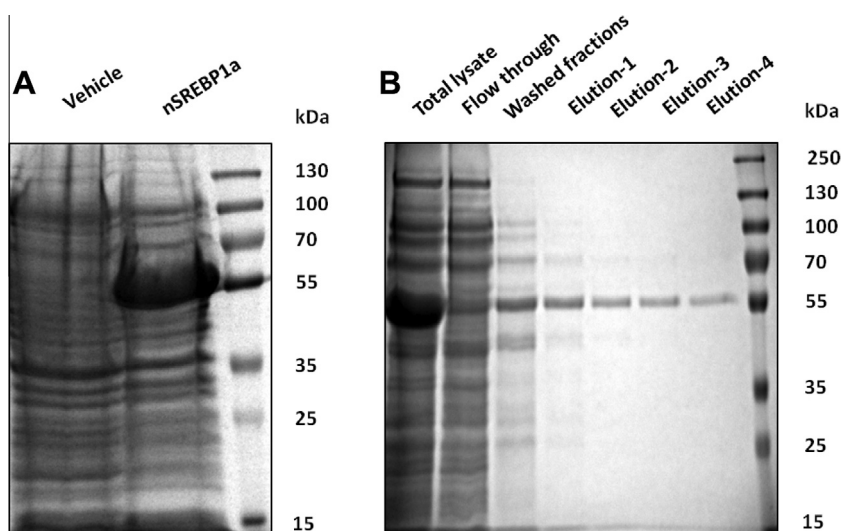 A
Vehicle
nSREBP1a
kDa
130
100
70
55
35
25
15
B
Total lysate
Flow through
Washed fractions
Elution-1
Elution-2
Elution-3
Elution-4
kDa
250
130
100
70
55
35
25
15